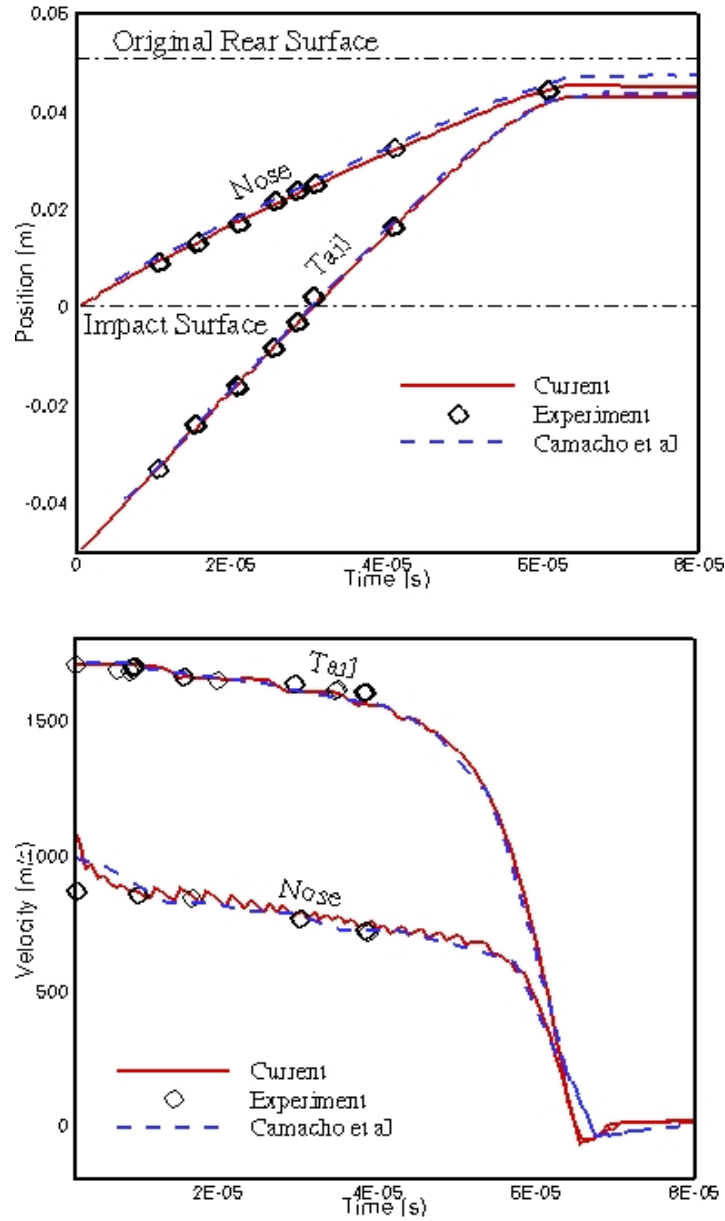 0.06
Original Rear Surface
0.04
Nose
0.02
Tail
Position (m)
0
Impact Surface
Current
-0.02
Experiment
Camacho et al
-0.04
0
2E-05
4E-05
6E-05
8E-05
Time (s)
Tail
1500
Velocity (m/s)
1000
Nose
500
Current
Experiment
0
Camacho et al
2E-05
4E-05
6E-05
8E-05
Time (s)